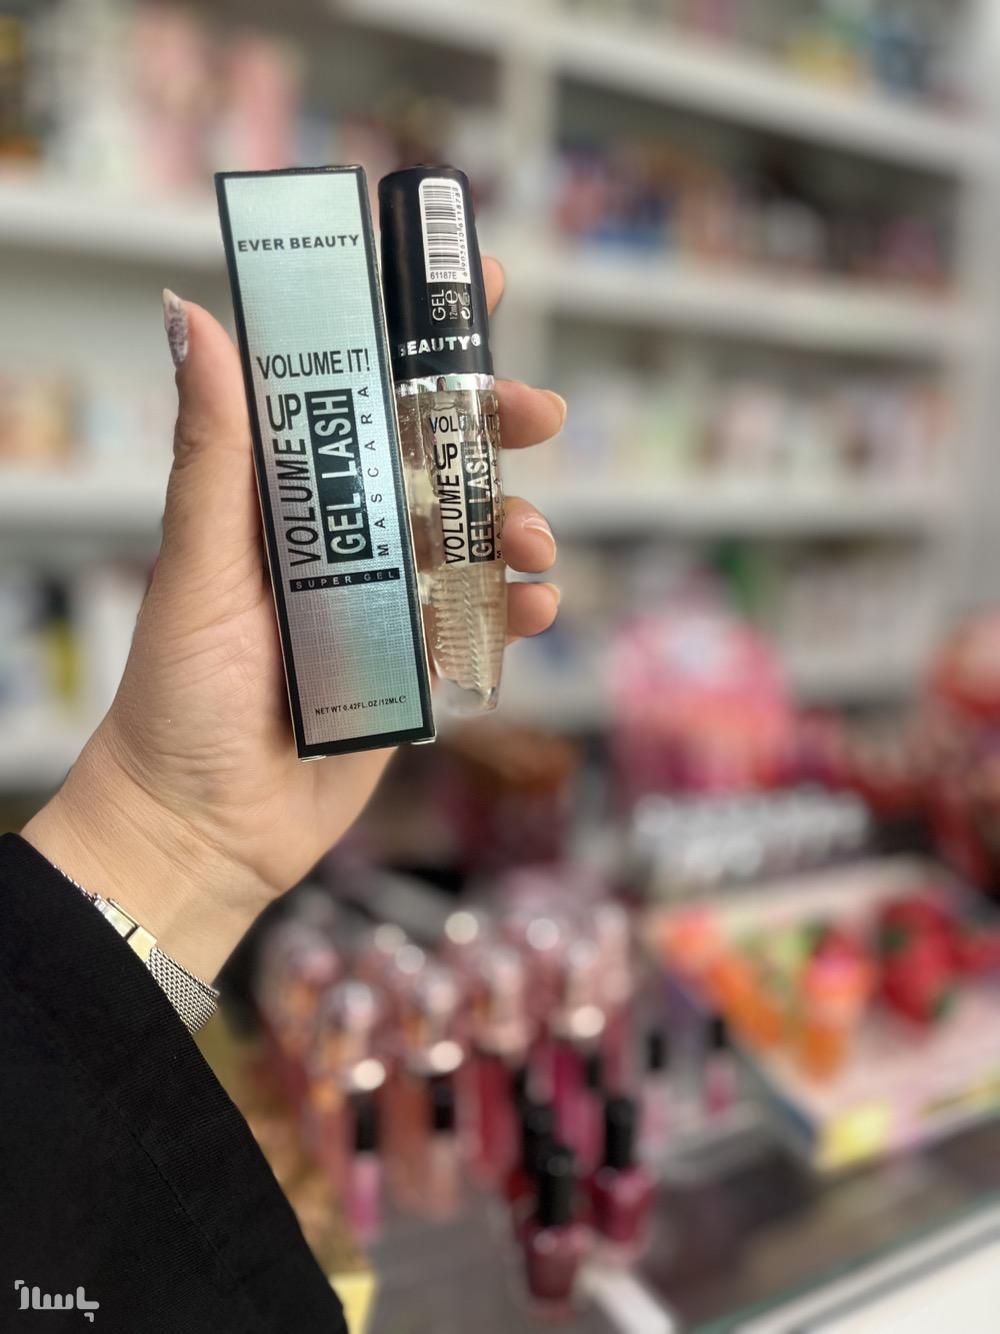 EVER BEAUTY
VOLUME IT!
VOLUME UP
GEL LASH
MASCARA
SUPER GEL
NET WT 0.42FL.OZ/12ML℮
61187E
GEL
12ml ℮
BEAUTY®
VOLUME IT!
VOLUME UP
GEL LASH
پاساژ